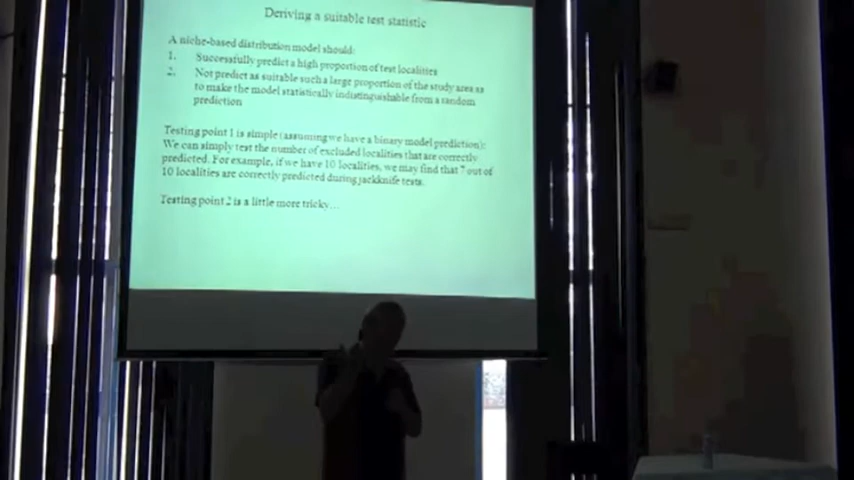 Deriving a suitable test statistic
A niche-based distribution model should:
1. Successfully predict a high proportion of test localities
2. Not predict as suitable such a large proportion of the study area as
to make the model statistically indistinguishable from a random
prediction
Testing point 1 is simple (assuming we have a binary model prediction):
We can simply test the number of excluded localities that are correctly
predicted. For example, if we have 10 localities, we may find that 7 out of
10 localities are correctly predicted during jackknife tests.
Testing point 2 is a little more tricky…